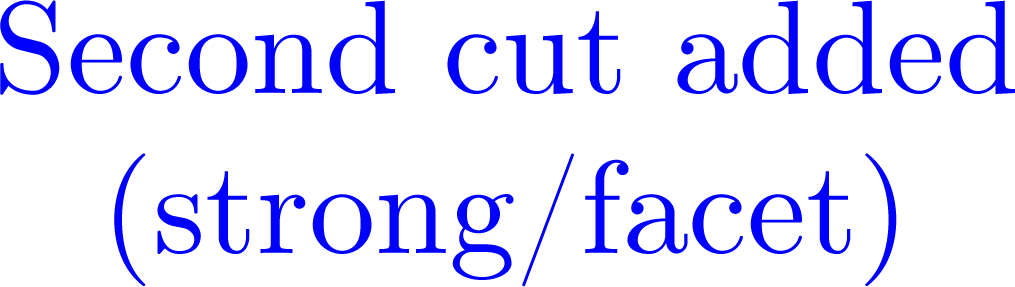 Second cut added
(strong/facet)